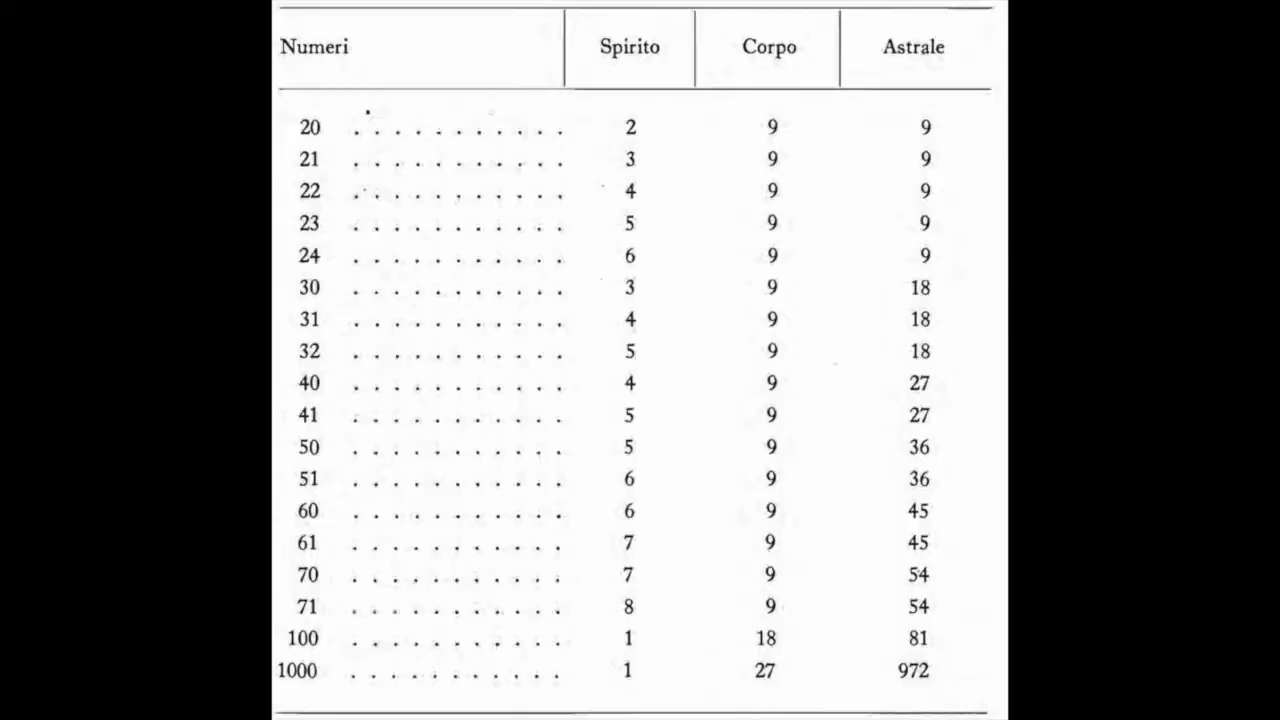 Numeri Spirito Corpo Astrale
20 . . . . . . . . . . . 2 9 9
21 . . . . . . . . . . . 3 9 9
22 . . . . . . . . . . . 4 9 9
23 . . . . . . . . . . . 5 9 9
24 . . . . . . . . . . . 6 9 9
30 . . . . . . . . . . . 3 9 18
31 . . . . . . . . . . . 4 9 18
32 . . . . . . . . . . . 5 9 18
40 . . . . . . . . . . . 4 9 27
41 . . . . . . . . . . . 5 9 27
50 . . . . . . . . . . . 5 9 36
51 . . . . . . . . . . . 6 9 36
60 . . . . . . . . . . . 6 9 45
61 . . . . . . . . . . . 7 9 45
70 . . . . . . . . . . . 7 9 54
71 . . . . . . . . . . . 8 9 54
100 . . . . . . . . . . . 1 18 81
1000 . . . . . . . . . . . 1 27 972